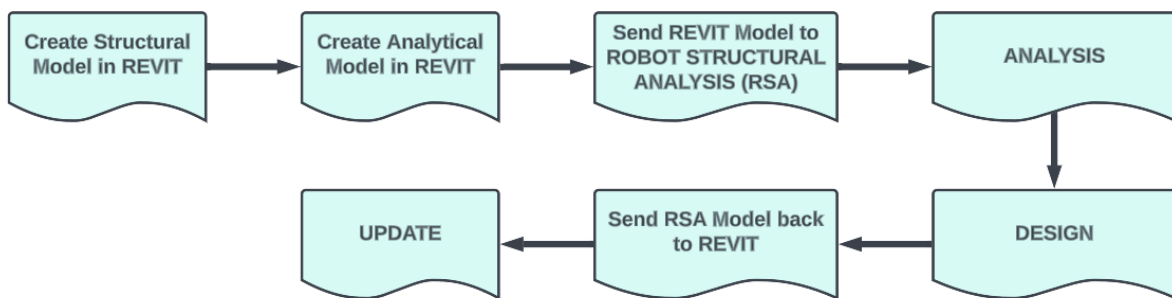 Create Structural
Model in REVIT
Create Analytical
Model in REVIT
Send REVIT Model to
ROBOT STRUCTURAL
ANALYSIS (RSA)
ANALYSIS
DESIGN
Send RSA Model back
to REVIT
UPDATE